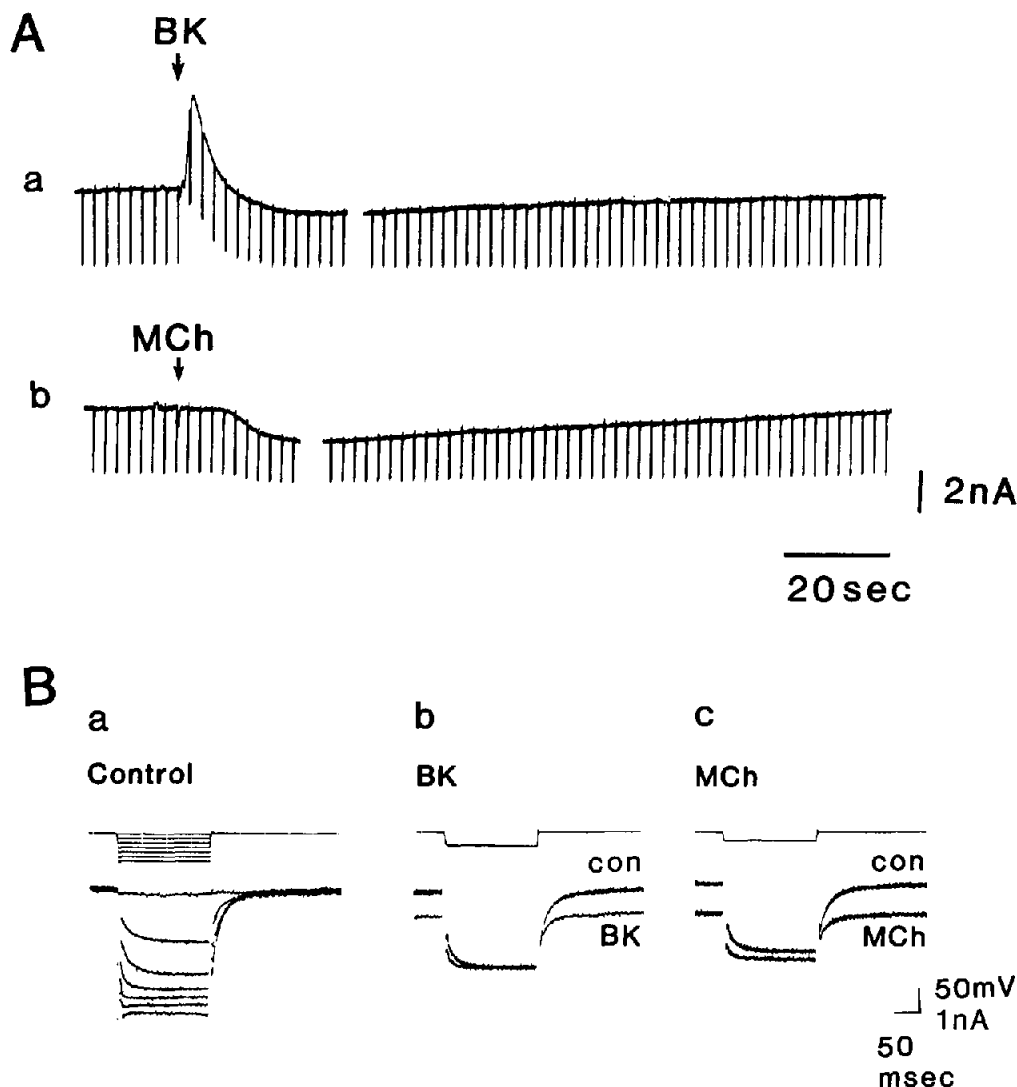 A
BK
a
MCh
b
2nA
20sec
B
a
b
c
Control
BK
MCh
con
con
BK
MCh
50mV
1nA
50
msec